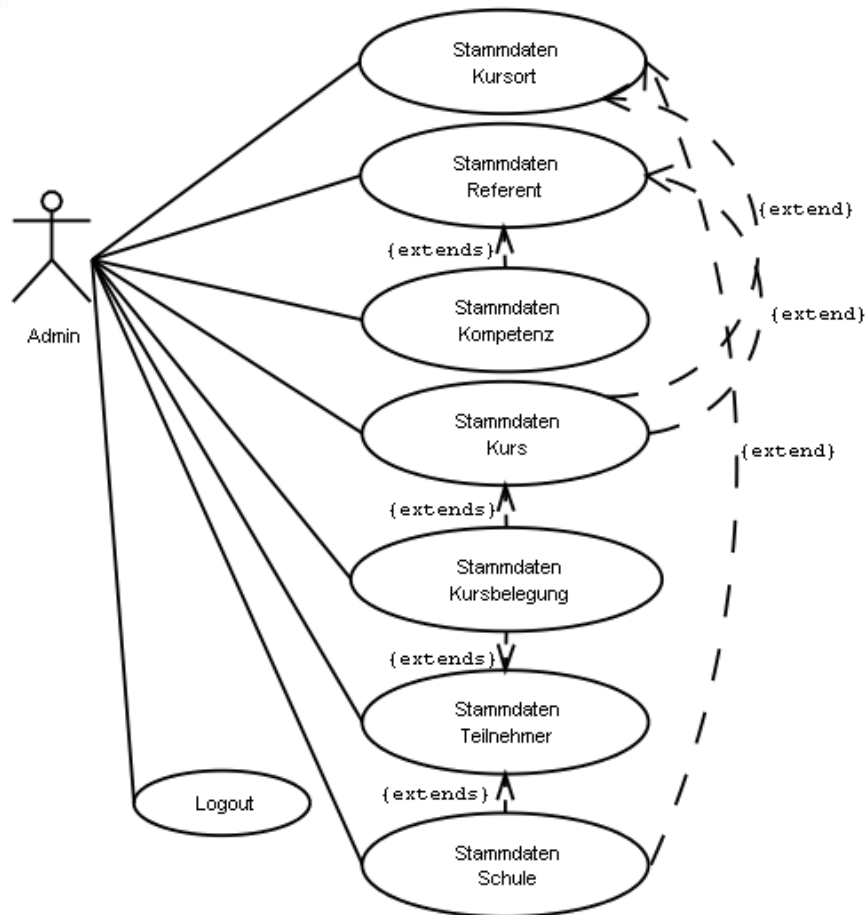 Stammdaten
Kursort
Stammdaten
Referent
{extend}
{extends}
Admin
Stammdaten
Kompetenz
{extend}
Stammdaten
Kurs
{extend}
{extends}
Stammdaten
Kursbelegung
{extends}
Stammdaten
Teilnehmer
{extends}
Logout
Stammdaten
Schule